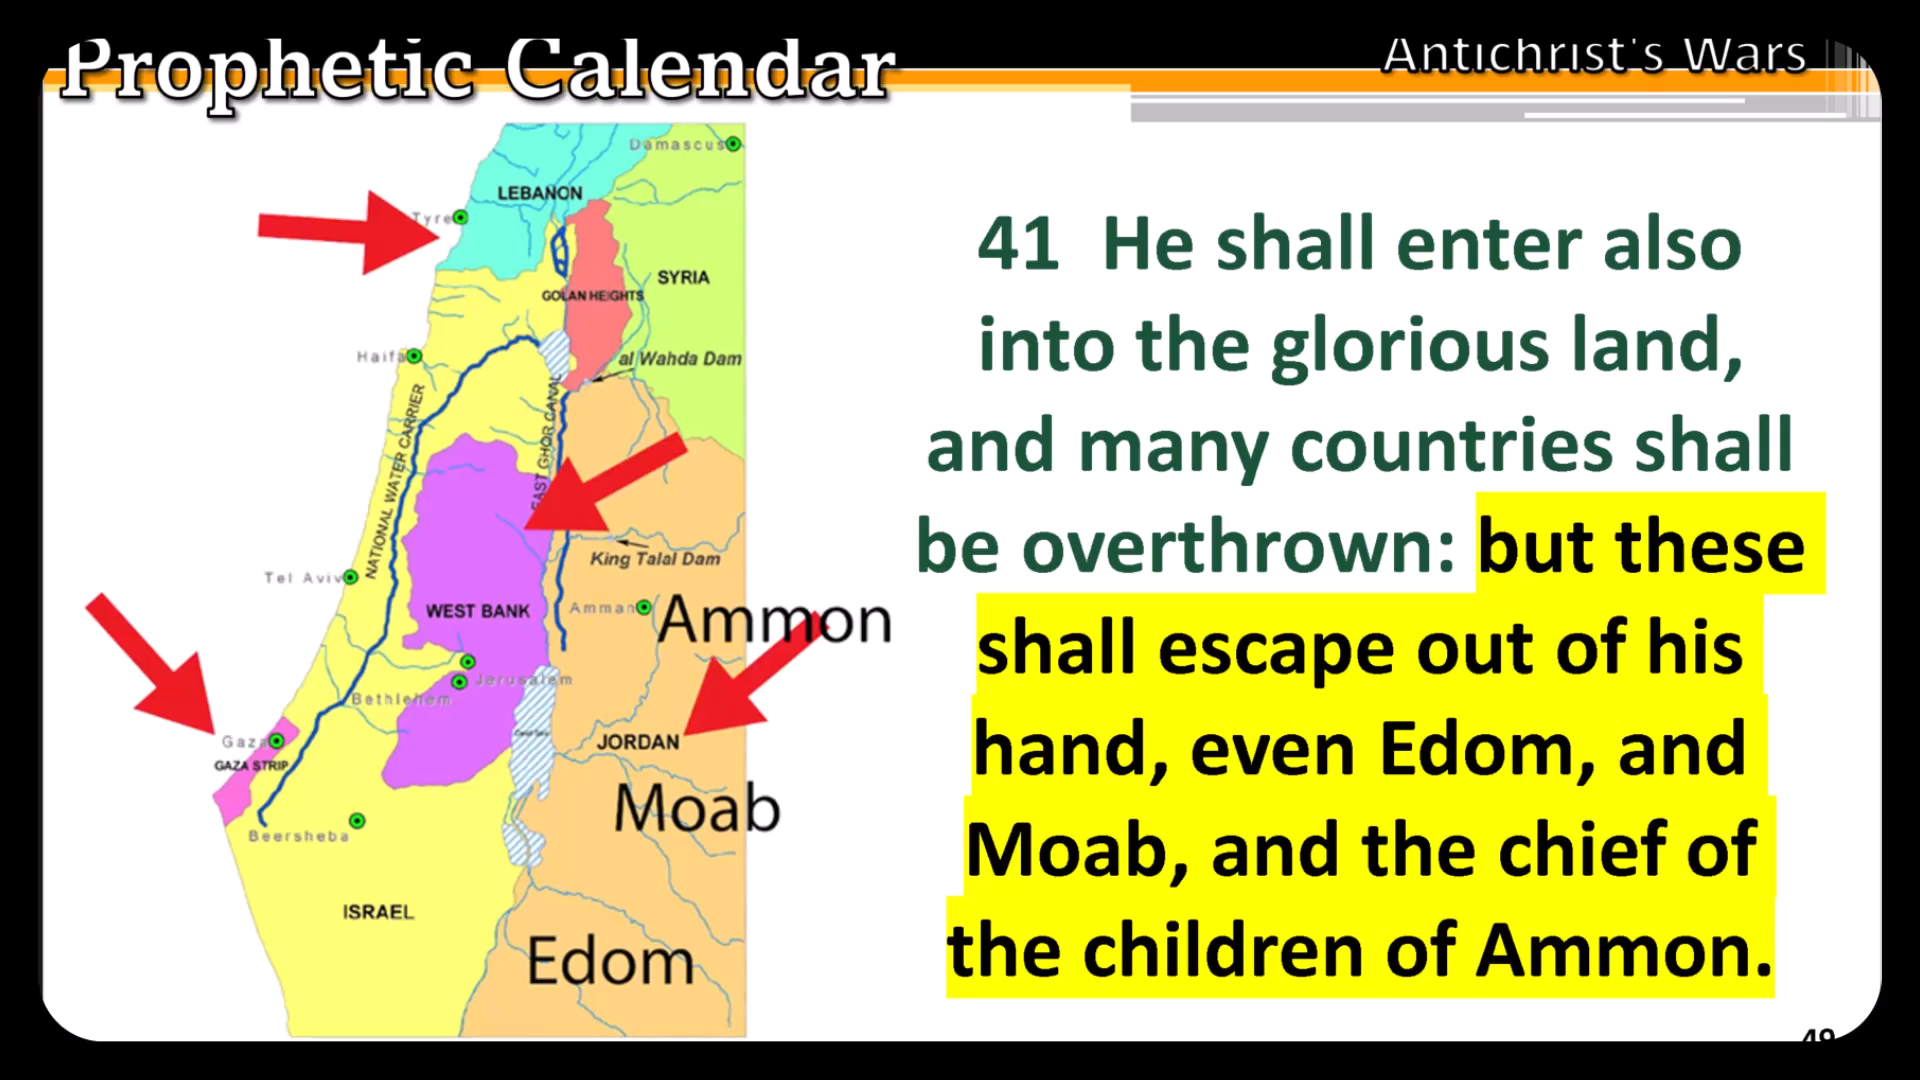 Prophetic Calendar
Antichrist's Wars
Damascus
LEBANON
Tyre
SYRIA
GOLAN HEIGHTS
al Wahda Dam
Haifa
NATIONAL WATER CARRIER
EAST GHOR CANAL
King Talal Dam
Tel Aviv
WEST BANK
Amman
Ammon
Jerusalem
Bethlehem
Gaza
GAZA STRIP
JORDAN
Moab
Beersheba
ISRAEL
Edom
41 He shall enter also
into the glorious land,
and many countries shall
be overthrown: but these
shall escape out of his
hand, even Edom, and
Moab, and the chief of
the children of Ammon.
49